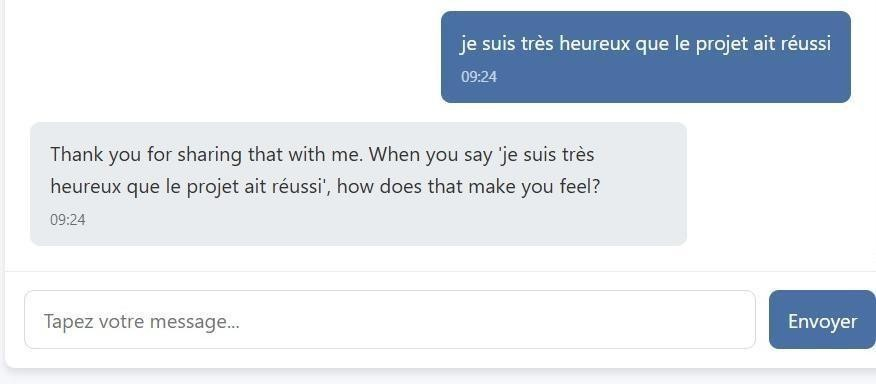 je suis très heureux que le projet ait réussi
09:24
Thank you for sharing that with me. When you say 'je suis très
heureux que le projet ait réussi', how does that make you feel?
09:24
Tapez votre message...
Envoyer